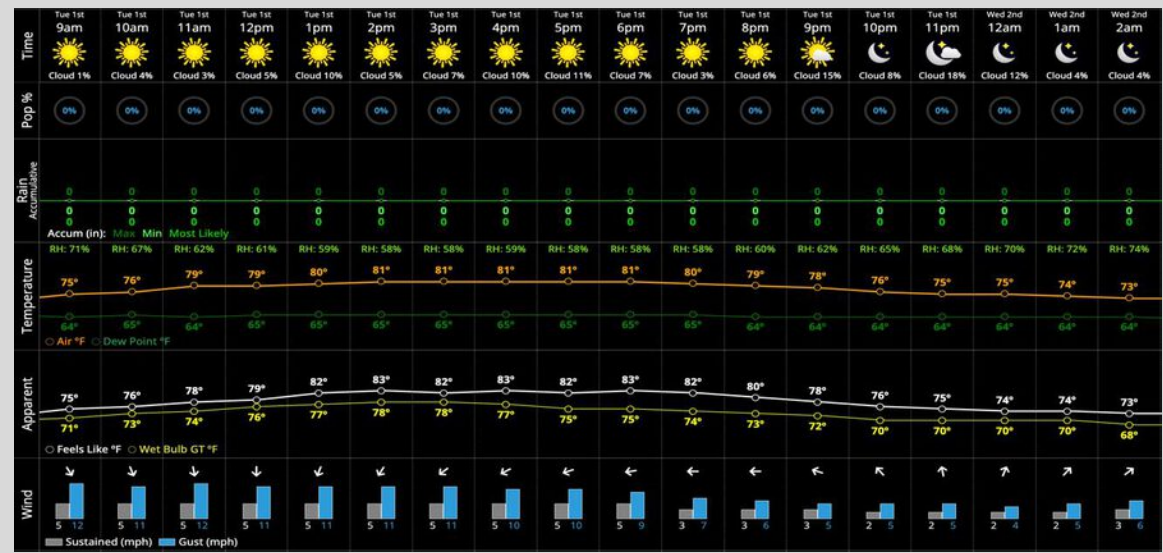 Tue 1st Tue 1st Tue 1st Tue 1st Tue 1st Tue 1st Tue 1st Tue 1st Tue 1st Tue 1st Tue 1st Tue 1st Tue 1st Tue 1st Tue 1st Wed 2nd Wed 2nd Wed 2nd
9am 10am 11am 12pm 1pm 2pm 3pm 4pm 5pm 6pm 7pm 8pm 9pm 10pm 11pm 12am 1am 2am
Time
Cloud 1% Cloud 4% Cloud 3% Cloud 5% Cloud 10% Cloud 5% Cloud 7% Cloud 10% Cloud 11% Cloud 7% Cloud 3% Cloud 6% Cloud 15% Cloud 8% Cloud 18% Cloud 12% Cloud 4% Cloud 4%
Pop %
0% 0% 0% 0% 0% 0% 0% 0% 0% 0% 0% 0% 0% 0% 0% 0% 0% 0%
Rain
Accumulative
0 0 0 0 0 0 0 0 0 0 0 0 0 0 0 0 0 0
0 0 0 0 0 0 0 0 0 0 0 0 0 0 0 0 0 0
0 0 0 0 0 0 0 0 0 0 0 0 0 0 0 0 0 0
Accum (in): Max Min Most Likely
RH: 71% RH: 67% RH: 62% RH: 61% RH: 59% RH: 58% RH: 58% RH: 59% RH: 58% RH: 58% RH: 58% RH: 60% RH: 62% RH: 65% RH: 68% RH: 70% RH: 72% RH: 74%
Temperature
75° 76° 79° 79° 80° 81° 81° 81° 81° 81° 80° 79° 78° 76° 75° 75° 74° 73°
64° 65° 64° 65° 65° 65° 65° 65° 65° 65° 65° 64° 64° 64° 64° 64° 64° 64°
Air °F Dew Point °F
Apparent
75° 76° 78° 79° 82° 83° 82° 83° 82° 83° 82° 80° 78° 76° 75° 74° 74° 73°
71° 73° 74° 76° 77° 78° 78° 77° 75° 75° 74° 73° 72° 70° 70° 70° 70° 68°
Feels Like °F Wet Bulb GT °F
Wind
5 12 5 11 5 12 5 11 5 11 5 11 5 11 5 10 5 10 5 9 3 7 3 6 3 5 2 5 2 5 2 4 2 5 3 6
Sustained (mph) Gust (mph)